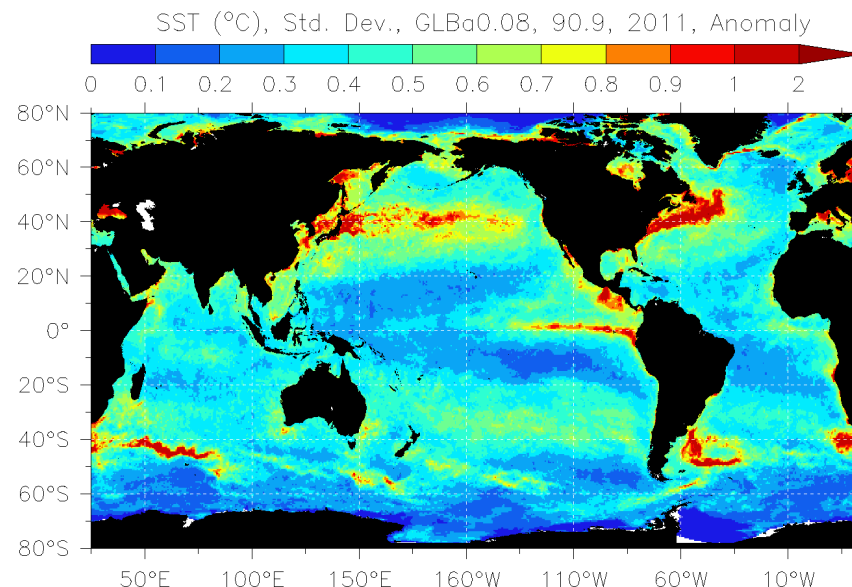 SST (°C), Std. Dev., GLBa0.08, 90.9, 2011, Anomaly
0 0.1 0.2 0.3 0.4 0.5 0.6 0.7 0.8 0.9 1 2
80°N
60°N
40°N
20°N
0°
20°S
40°S
60°S
80°S
50°E 100°E 150°E 160°W 110°W 60°W 10°W